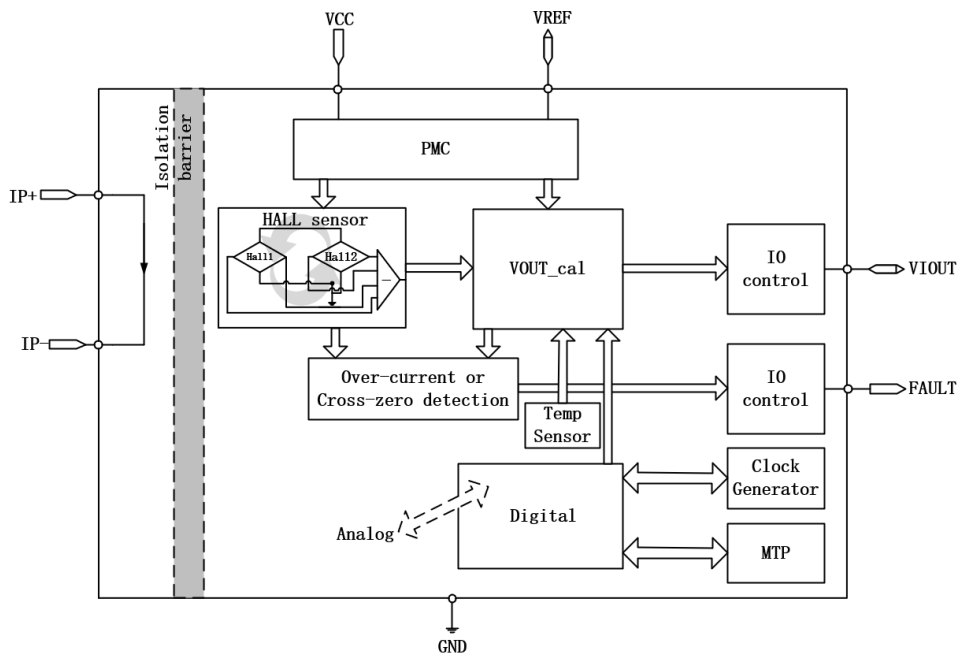 VCC
VREF
Isolation
barrier
PMC
IP+
HALL sensor
Hall1
Hall2
VOUT_cal
IO
control
VIOUT
IP-
Over-current or
Cross-zero detection
IO
control
FAULT
Temp
Sensor
Clock
Generator
Analog
Digital
MTP
GND